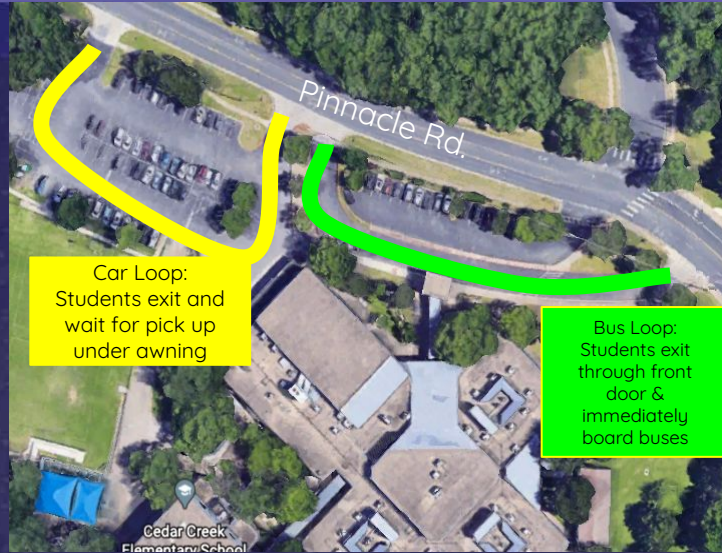 Pinnacle Rd.
Car Loop:
Students exit and
wait for pick up
under awning
Bus Loop:
Students exit
through front
door &
immediately
board buses
Cedar Creek
Elementary School